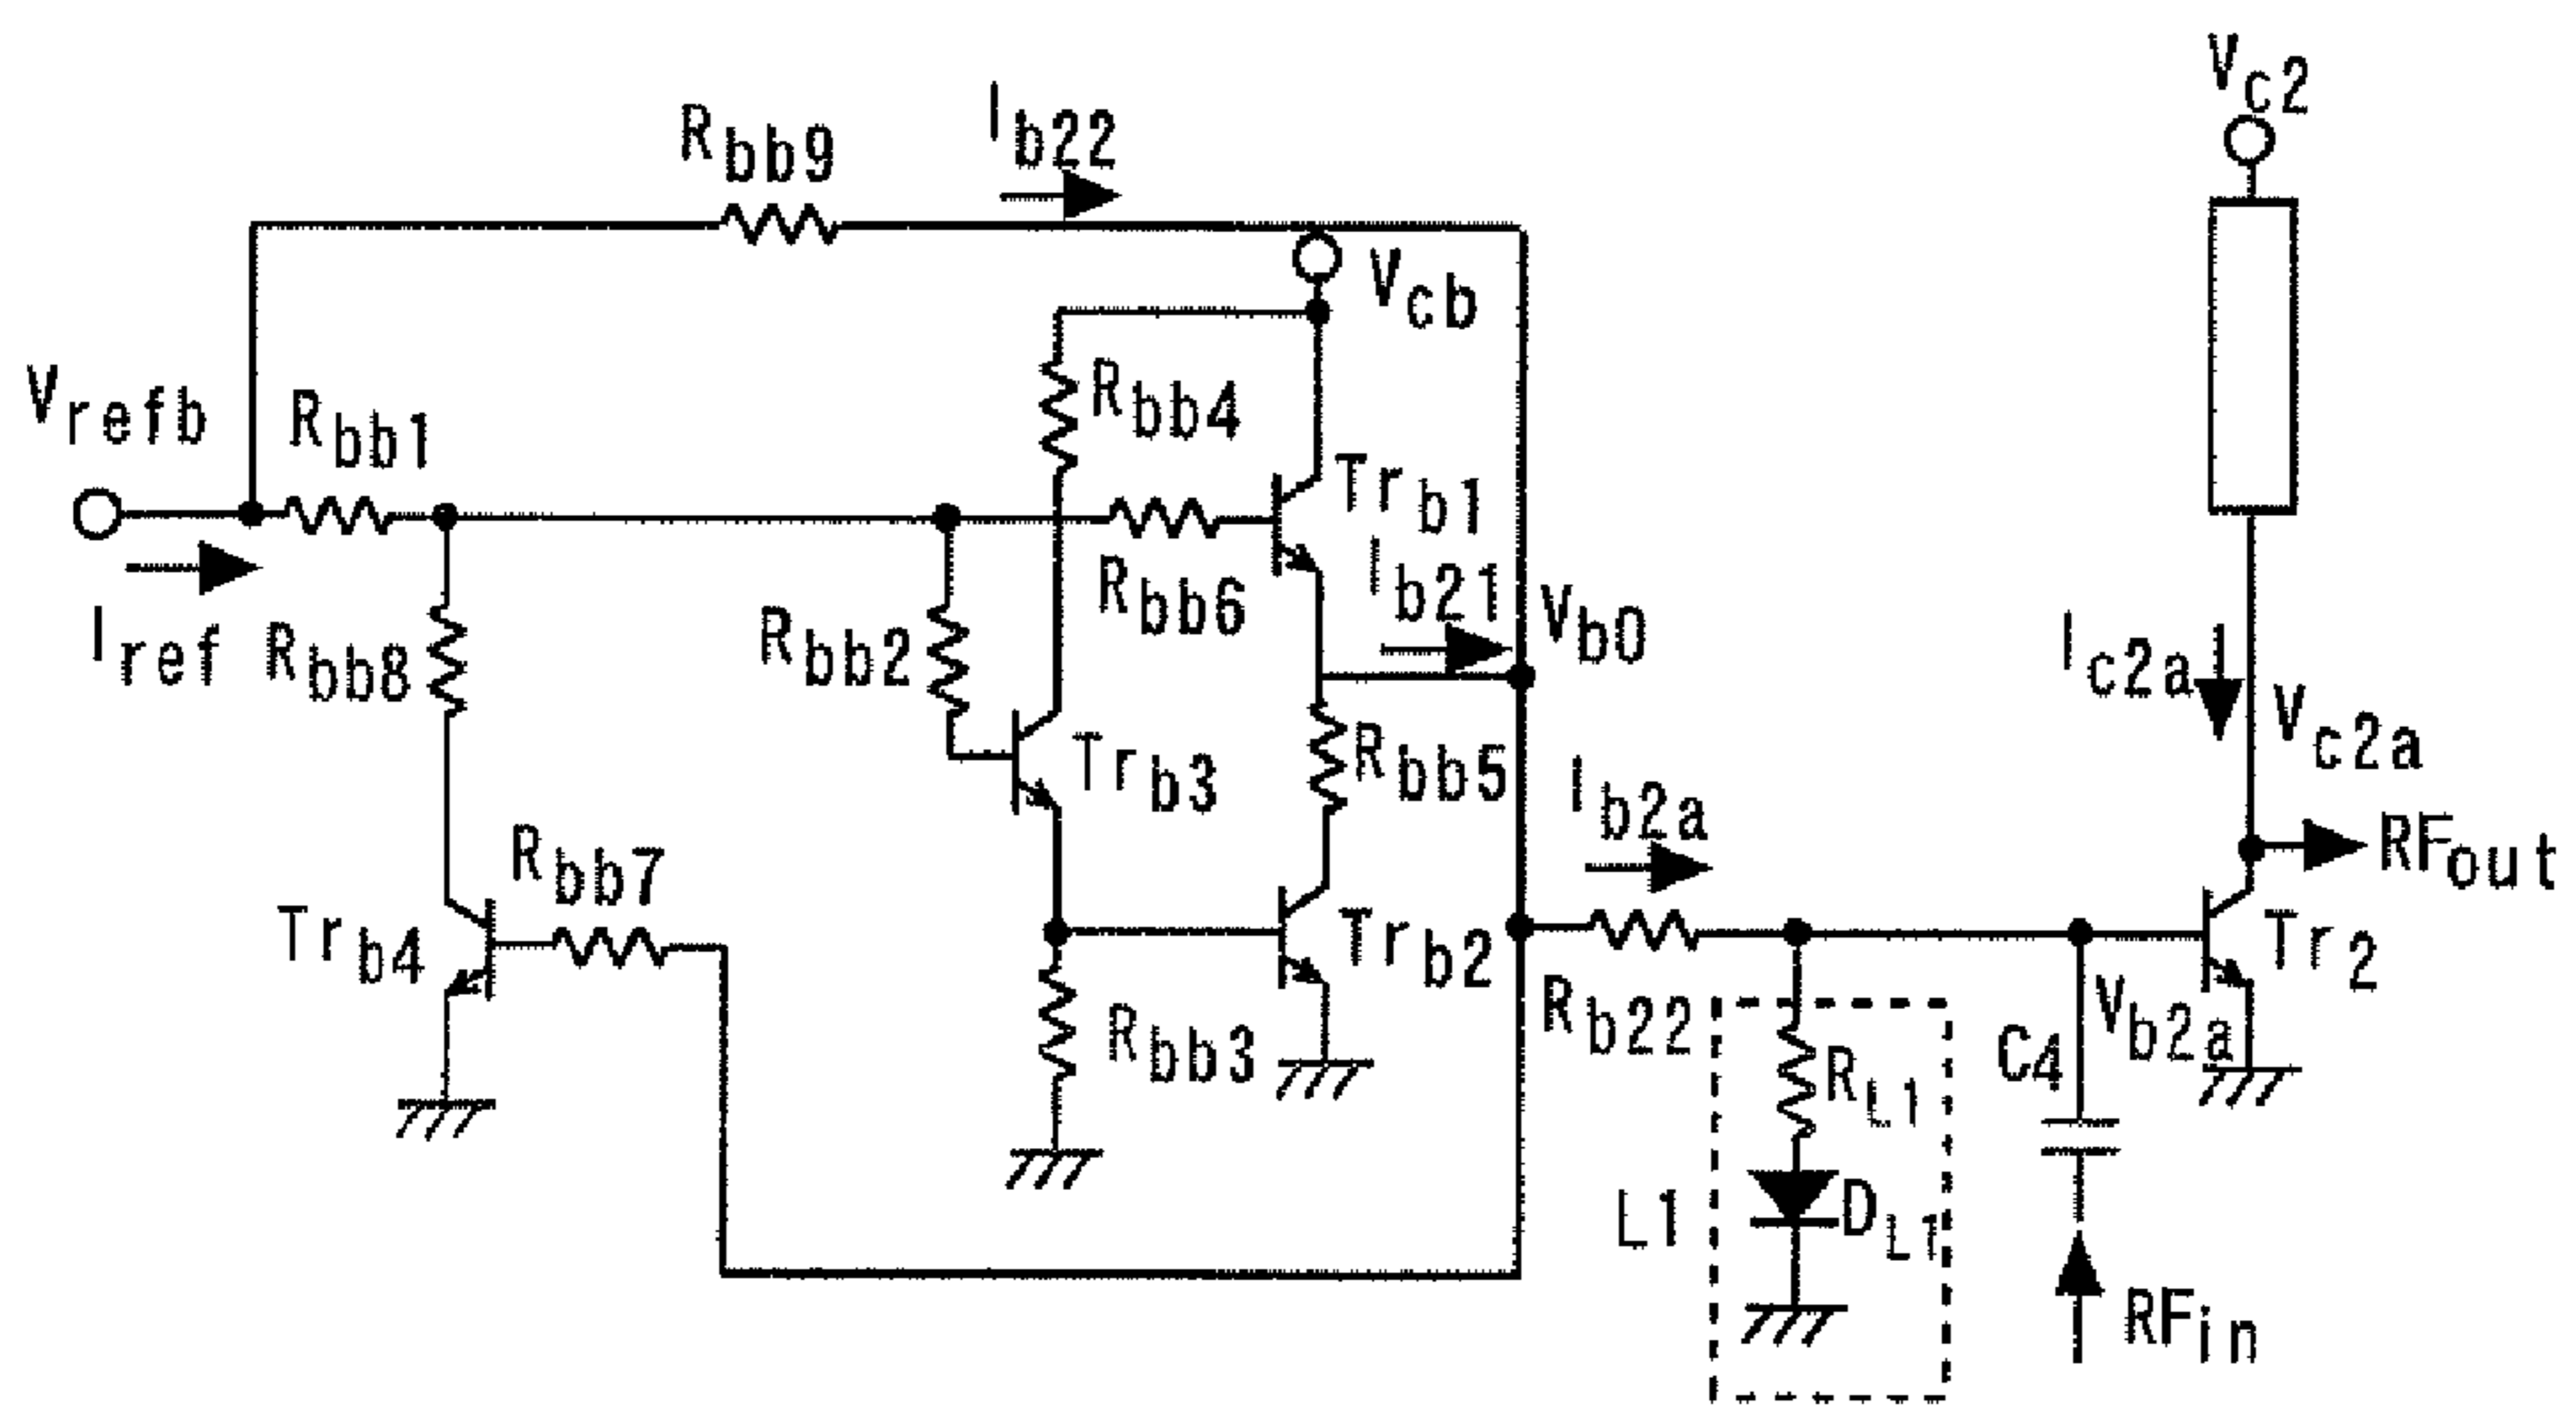 Vc2
Rbb9
Ib22
Vcb
Vrefb
Rbb1
Rbb4
Trb1
Iref
Rbb8
Rbb2
Rbb6
Ib21
Vb0
Ic2a
Vc2a
Trb3
Rbb5
Ib2a
RFout
Rbb7
Trb4
Trb2
Tr2
Rbb3
Rb22
RL1
C4
Vb2a
L1
DL1
RFin